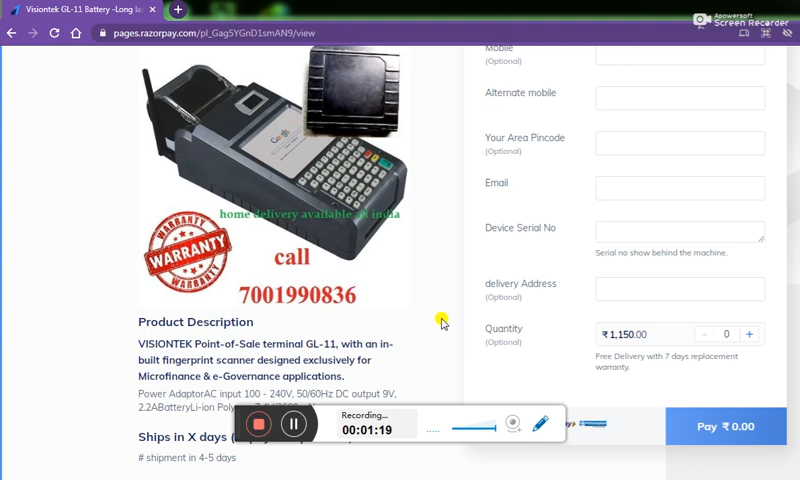 Visiontek GL-11 Battery -Long la
pages.razorpay.com/pl_Gag5YGnD1smAN9/view
Apowersoft
Screen Recorder
Google
home delivery available all india
WARRANTY
WARRANTY
WARRANTY
call
7001990836
Product Description
VISIONTEK Point-of-Sale terminal GL-11, with an in-
built fingerprint scanner designed exclusively for
Microfinance & e-Governance applications.
Power AdaptorAC input 100 - 240V, 50/60Hz DC output 9V,
2.2ABatteryLi-ion
Ships in X days
# shipment in 4-5 days
Mobile
(Optional)
Alternate mobile
Your Area Pincode
(Optional)
Email
Device Serial No
Serial no show behind the machine.
delivery Address
(Optional)
Quantity
(Optional)
₹ 1,150.00
- 0 +
Free Delivery with 7 days replacement
warranty.
Recording...
00:01:19
Pay ₹ 0.00